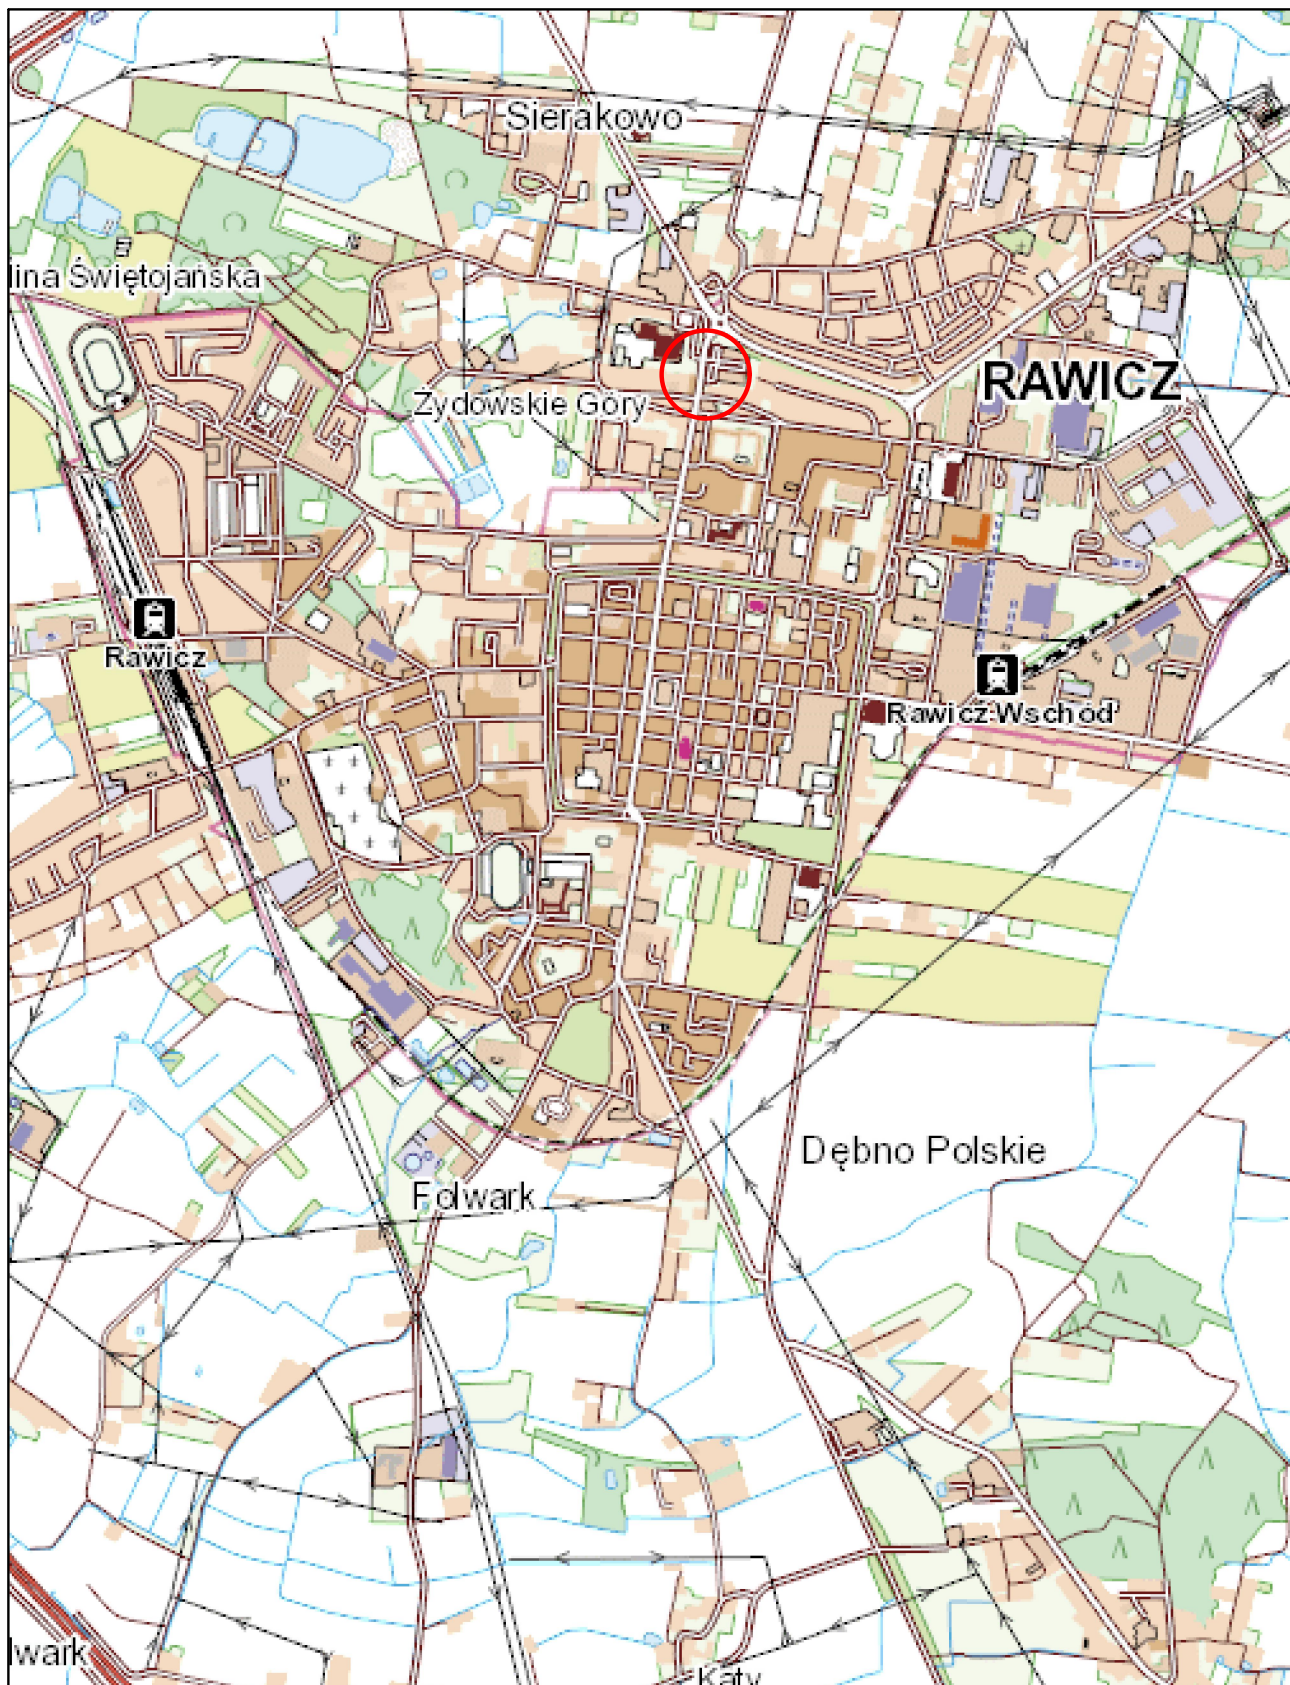 Sierakowo
lina Świętojańska
RAWICZ
Żydowskie Góry
Rawicz
Rawicz Wschód
Dębno Polskie
Folwark
lwark
Kąty